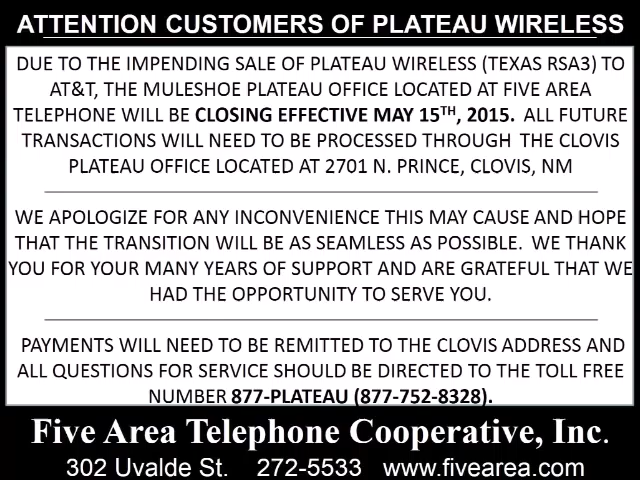 ATTENTION CUSTOMERS OF PLATEAU WIRELESS
DUE TO THE IMPENDING SALE OF PLATEAU WIRELESS (TEXAS RSA3) TO
AT&T, THE MULESHOE PLATEAU OFFICE LOCATED AT FIVE AREA
TELEPHONE WILL BE CLOSING EFFECTIVE MAY 15TH, 2015. ALL FUTURE
TRANSACTIONS WILL NEED TO BE PROCESSED THROUGH THE CLOVIS
PLATEAU OFFICE LOCATED AT 2701 N. PRINCE, CLOVIS, NM
WE APOLOGIZE FOR ANY INCONVENIENCE THIS MAY CAUSE AND HOPE
THAT THE TRANSITION WILL BE AS SEAMLESS AS POSSIBLE. WE THANK
YOU FOR YOUR MANY YEARS OF SUPPORT AND ARE GRATEFUL THAT WE
HAD THE OPPORTUNITY TO SERVE YOU.
PAYMENTS WILL NEED TO BE REMITTED TO THE CLOVIS ADDRESS AND
ALL QUESTIONS FOR SERVICE SHOULD BE DIRECTED TO THE TOLL FREE
NUMBER 877-PLATEAU (877-752-8328).
Five Area Telephone Cooperative, Inc.
302 Uvalde St. 272-5533 www.fivearea.com